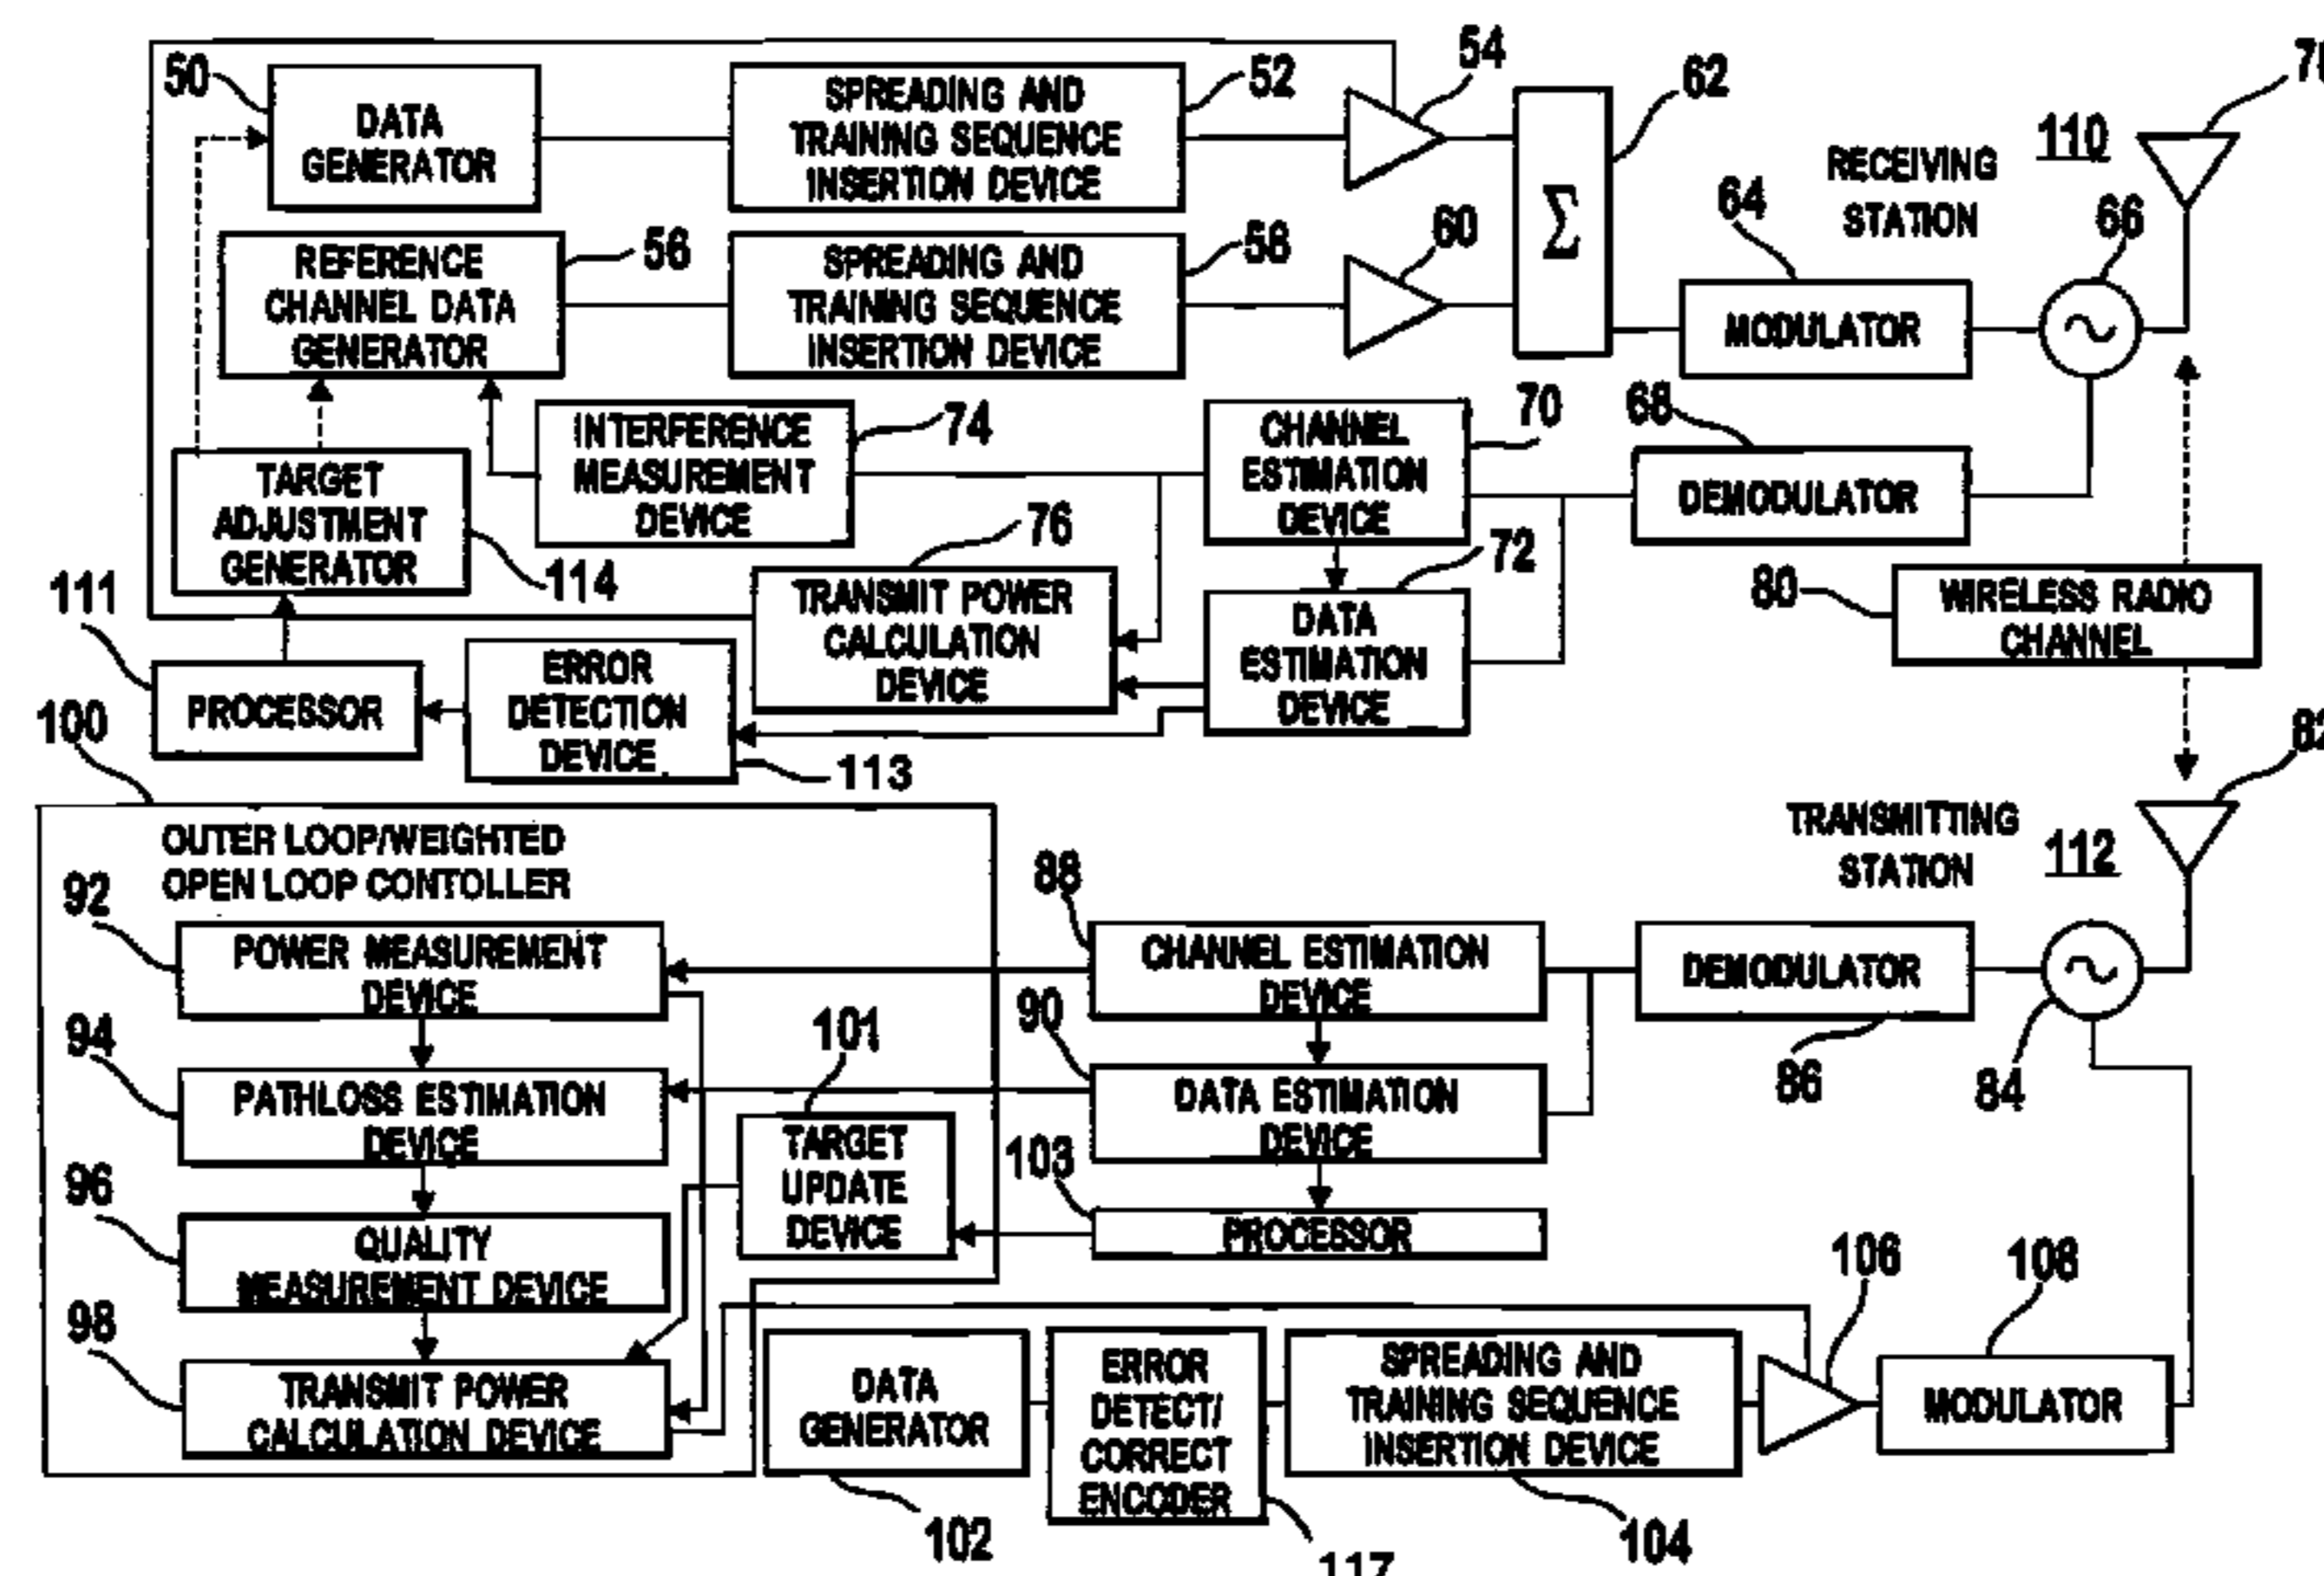 50
DATA
GENERATOR
SPREADING AND
TRAINING SEQUENCE
INSERTION DEVICE
52
54
62
RECEIVING
STATION
110
REFERENCE
CHANNEL DATA
GENERATOR
56
SPREADING AND
TRAINING SEQUENCE
INSERTION DEVICE
58
60
Σ
64
MODULATOR
66
TARGET
ADJUSTMENT
GENERATOR
114
INTERFERENCE
MEASUREMENT
DEVICE
74
CHANNEL
ESTIMATION
DEVICE
70
68
DEMODULATOR
76
TRANSMIT POWER
CALCULATION
DEVICE
72
DATA
ESTIMATION
DEVICE
80
WIRELESS RADIO
CHANNEL
111
PROCESSOR
ERROR
DETECTION
DEVICE
113
100
OUTER LOOP/WEIGHTED
OPEN LOOP CONTOLLER
TRANSMITTING
STATION
112
92
POWER MEASUREMENT
DEVICE
88
CHANNEL ESTIMATION
DEVICE
DEMODULATOR
86
84
94
PATHLOSS ESTIMATION
DEVICE
101
TARGET
UPDATE
DEVICE
90
DATA ESTIMATION
DEVICE
96
QUALITY
MEASUREMENT DEVICE
103
PROCESSOR
98
TRANSMIT POWER
CALCULATION DEVICE
DATA
GENERATOR
102
ERROR
DETECT/
CORRECT
ENCODER
117
SPREADING AND
TRAINING SEQUENCE
INSERTION DEVICE
104
106
108
MODULATOR